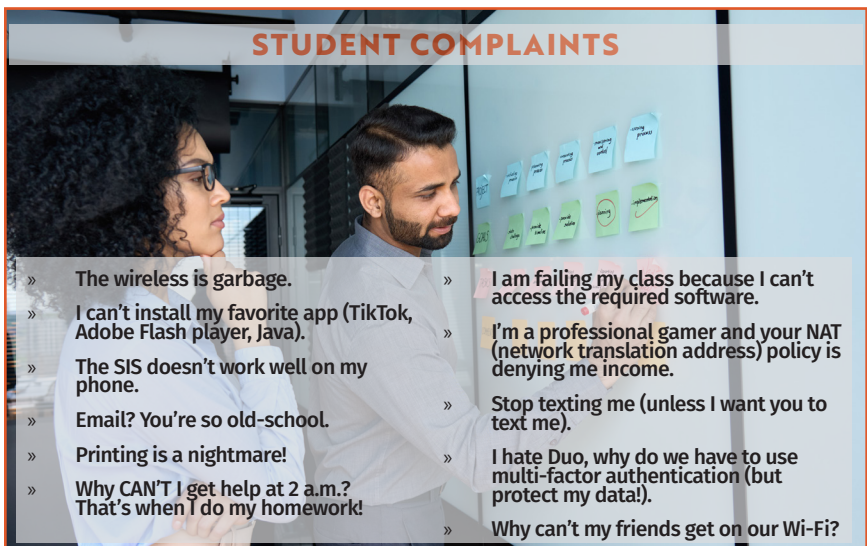 STUDENT COMPLAINTS
» The wireless is garbage.
» I can’t install my favorite app (TikTok,
Adobe Flash player, Java).
» The SIS doesn’t work well on my
phone.
» Email? You’re so old-school.
» Printing is a nightmare!
» Why CAN’T I get help at 2 a.m.?
That’s when I do my homework!
» I am failing my class because I can’t
access the required software.
» I’m a professional gamer and your NAT
(network translation address) policy is
denying me income.
» Stop texting me (unless I want you to
text me).
» I hate Duo, why do we have to use
multi-factor authentication (but
protect my data!).
» Why can’t my friends get on our Wi-Fi?